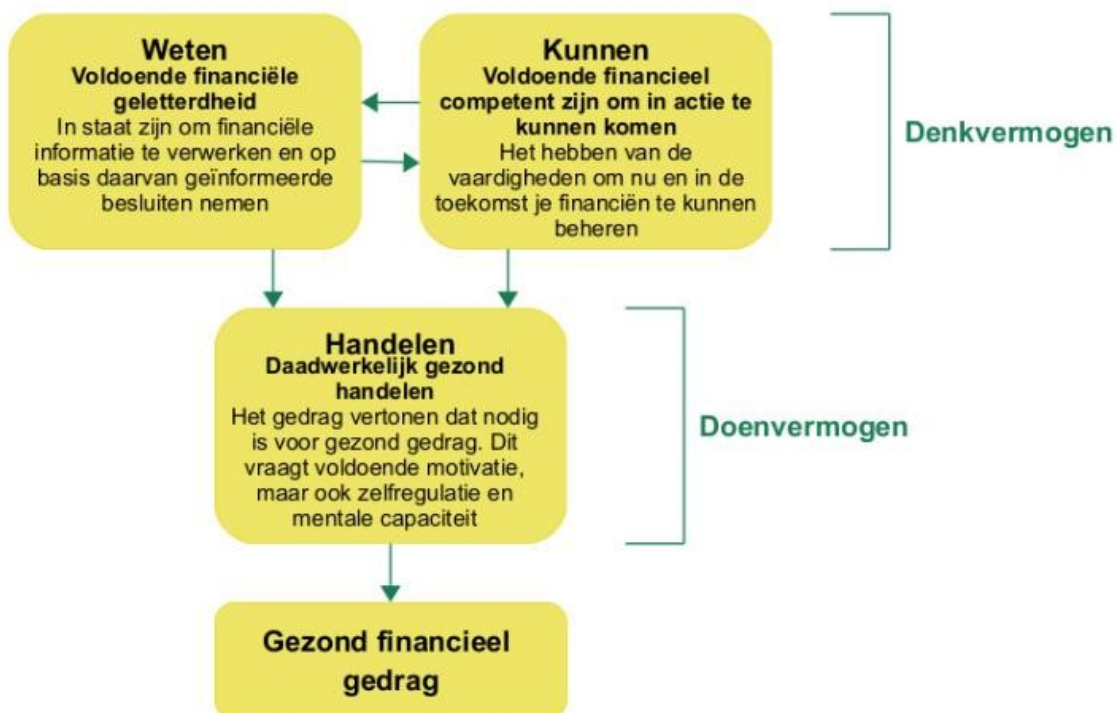 Weten
Voldoende financiële
geletterdheid
In staat zijn om financiële
informatie te verwerken en op
basis daarvan geïnformeerde
besluiten nemen
Kunnen
Voldoende financieel
competent zijn om in actie te
kunnen komen
Het hebben van de
vaardigheden om nu en in de
toekomst je financiën te kunnen
beheren
Denkvermogen
Handelen
Daadwerkelijk gezond
handelen
Het gedrag vertonen dat nodig
is voor gezond gedrag. Dit
vraagt voldoende motivatie,
maar ook zelfregulatie en
mentale capaciteit
Doenvermogen
Gezond financieel
gedrag